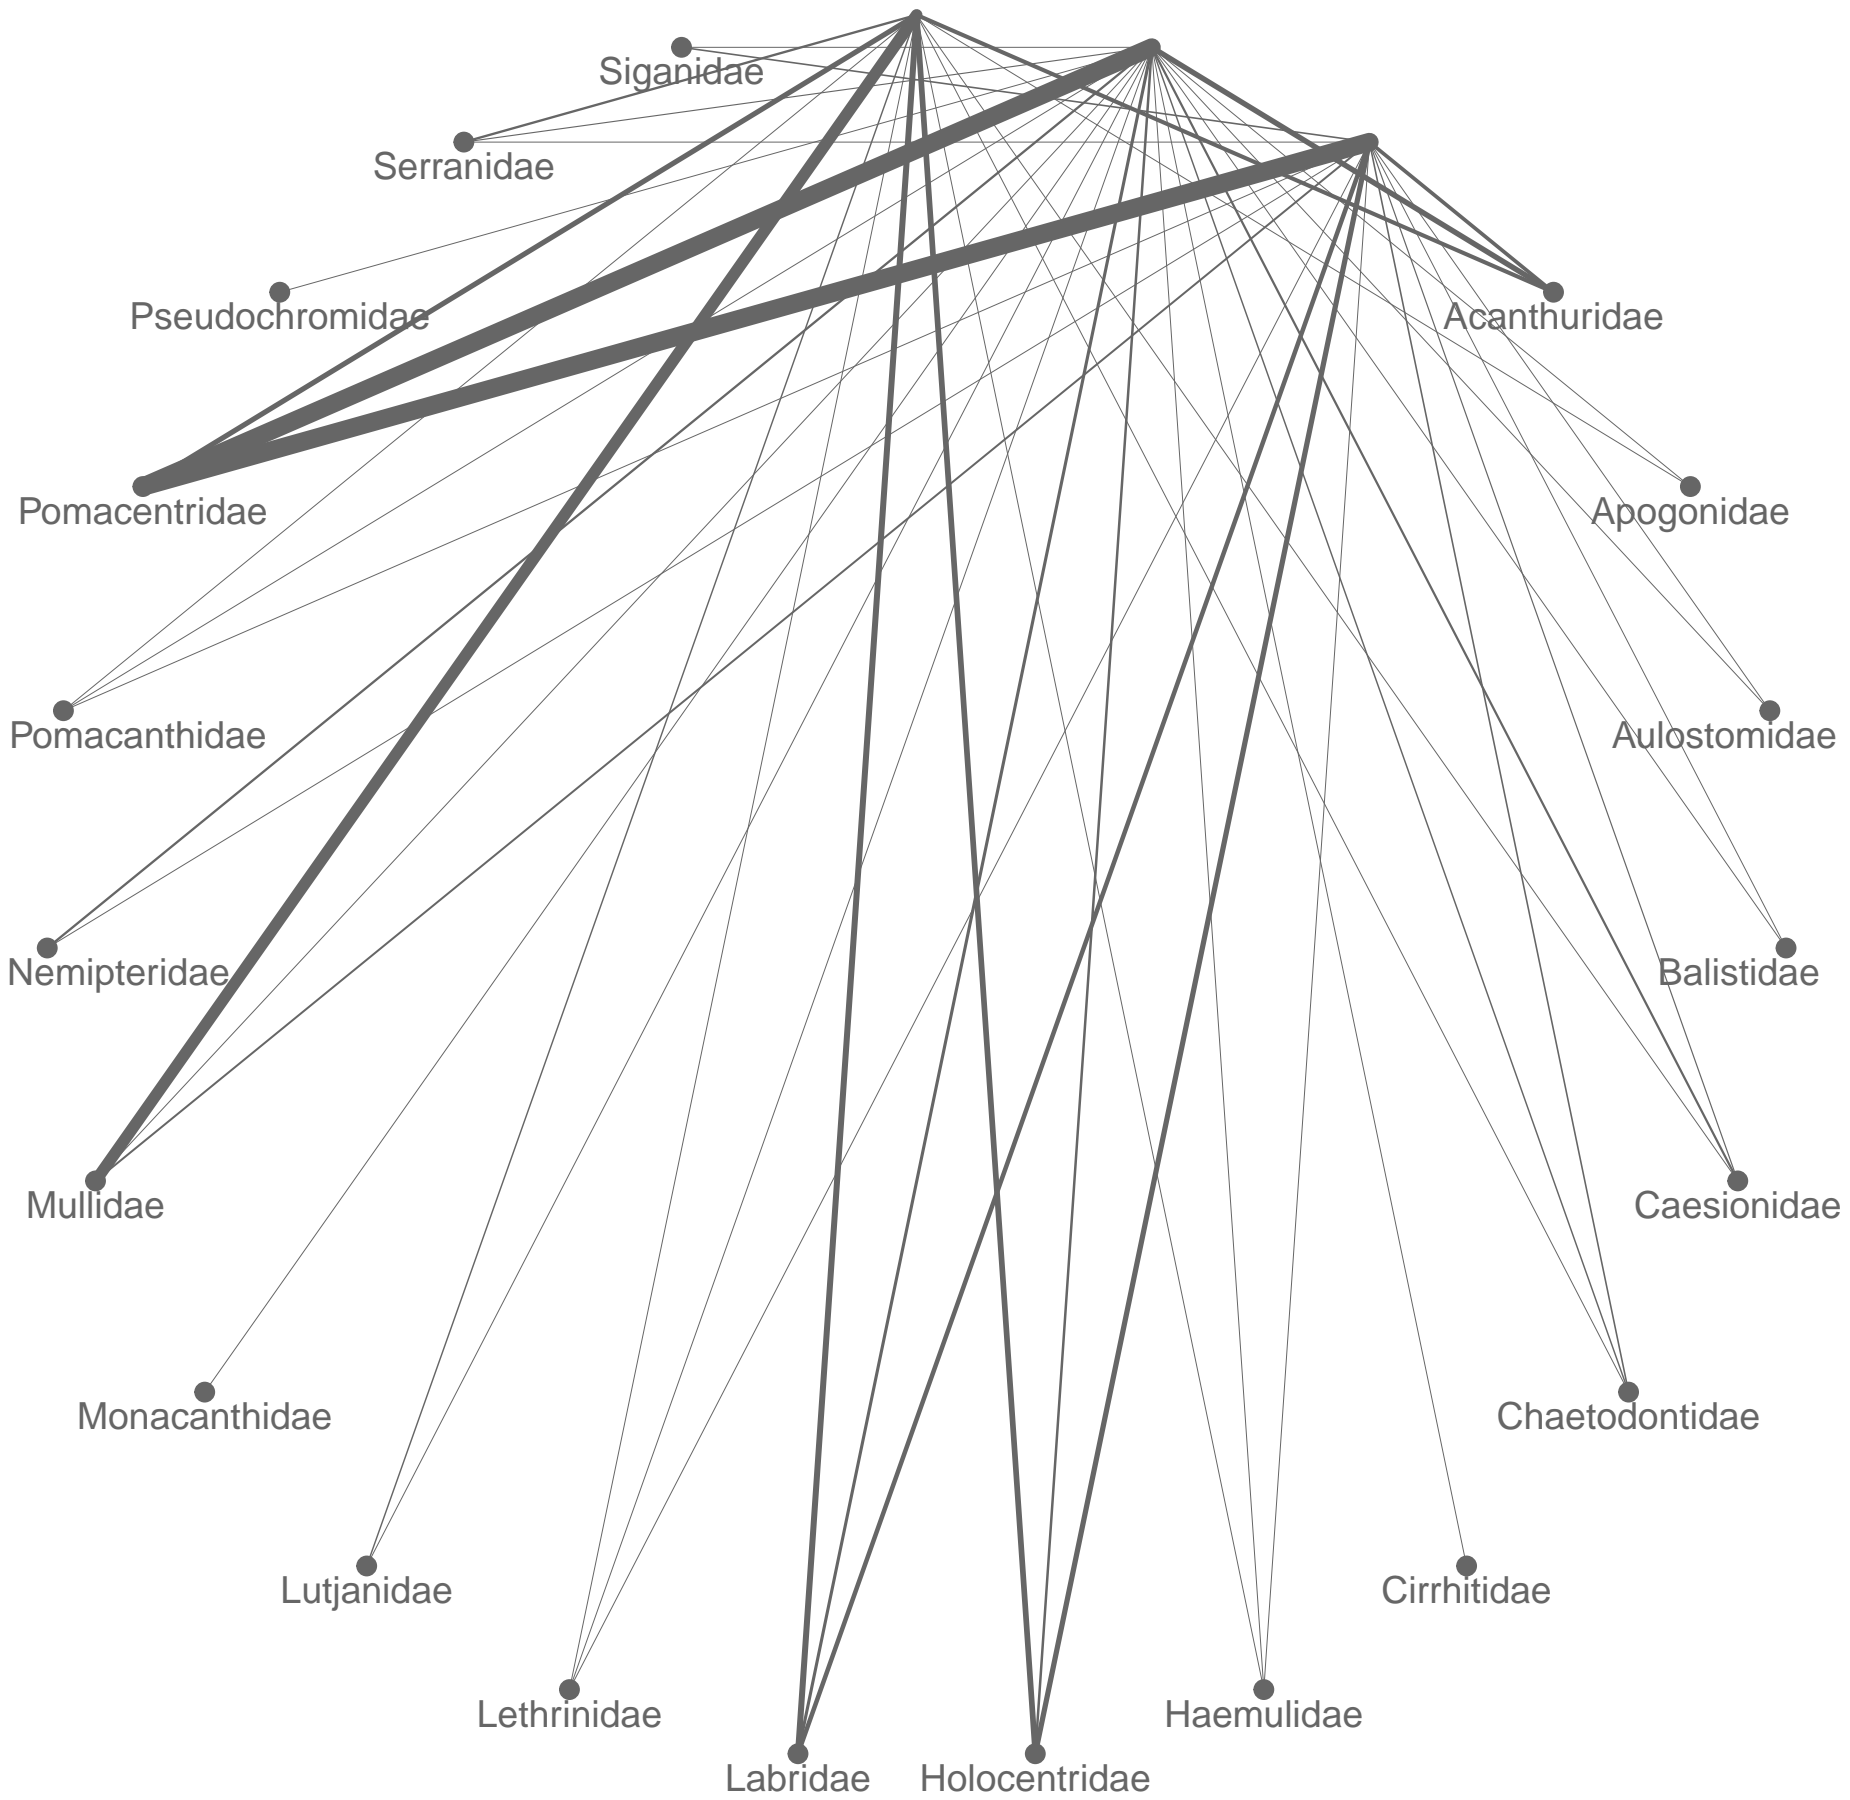 Siganidae
Serranidae
Pseudochromidae
Acanthuridae
Pomacentridae
Apogonidae
Pomacanthidae
Aulostomidae
Nemipteridae
Balistidae
Mullidae
Caesionidae
Monacanthidae
Chaetodontidae
Lutjanidae
Cirrhitidae
Lethrinidae
Haemulidae
Labridae
Holocentridae